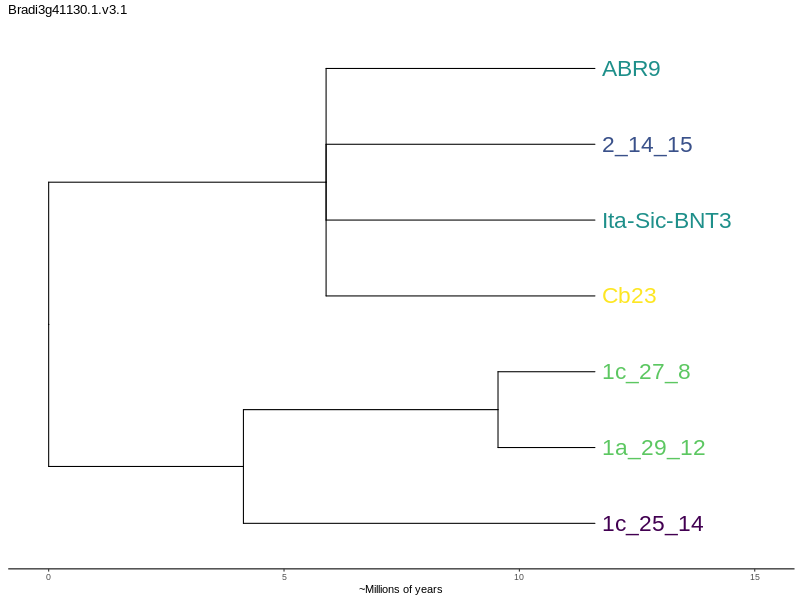 Bradi3g41130.1.v3.1
ABR9
2_14_15
Ita-Sic-BNT3
Cb23
1c_27_8
1a_29_12
1c_25_14
0 5 10 15
~Millions of years